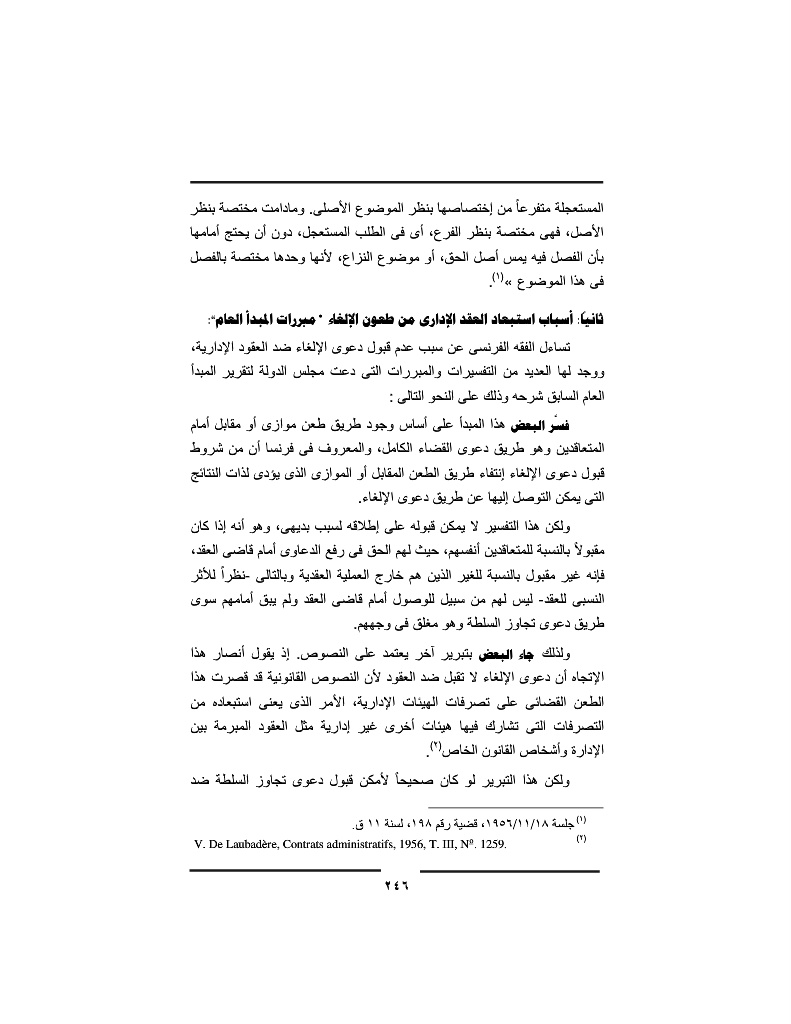 المستعجلة متفرعاً من إختصاصها بنظر الموضوع الأصلى. ومادامت مختصة بنظر
الأصل، فهى مختصة بنظر الفرع، أى فى الطلب المستعجل، دون أن يحتج أمامها
بأن الفصل فيه يمس أصل الحق، أو موضوع النزاع، لأنها وحدها مختصة بالفصل
فى هذا الموضوع »(١).
ثانياً: أسباب استبعاد العقد الإدارى من طعون الإلغاء " مبررات المبدأ العام":
تساءل الفقه الفرنسى عن سبب عدم قبول دعوى الإلغاء ضد العقود الإدارية،
ووجد لها العديد من التفسيرات والمبررات التى دعت مجلس الدولة لتقرير المبدأ
العام السابق شرحه وذلك على النحو التالى :
فسَّر البعض هذا المبدأ على أساس وجود طريق طعن موازى أو مقابل أمام
المتعاقدين وهو طريق دعوى القضاء الكامل، والمعروف فى فرنسا أن من شروط
قبول دعوى الإلغاء إنتفاء طريق الطعن المقابل أو الموازى الذى يؤدى لذات النتائج
التى يمكن التوصل إليها عن طريق دعوى الإلغاء.
ولكن هذا التفسير لا يمكن قبوله على إطلاقه لسبب بديهى، وهو أنه إذا كان
مقبولاً بالنسبة للمتعاقدين أنفسهم، حيث لهم الحق فى رفع الدعاوى أمام قاضى العقد،
فإنه غير مقبول بالنسبة للغير الذين هم خارج العملية العقدية وبالتالى -نظراً للأثر
النسبى للعقد- ليس لهم من سبيل للوصول أمام قاضى العقد ولم يبق أمامهم سوى
طريق دعوى تجاوز السلطة وهو مغلق فى وجههم.
ولذلك جاء البعض بتبرير آخر يعتمد على النصوص. إذ يقول أنصار هذا
الإتجاه أن دعوى الإلغاء لا تقبل ضد العقود لأن النصوص القانونية قد قصرت هذا
الطعن القضائى على تصرفات الهيئات الإدارية، الأمر الذى يعنى استبعاده من
التصرفات التى تشارك فيها هيئات أخرى غير إدارية مثل العقود المبرمة بين
الإدارة وأشخاص القانون الخاص(٢).
ولكن هذا التبرير لو كان صحيحاً لأمكن قبول دعوى تجاوز السلطة ضد
(١) جلسة ١٩٥٦/١١/١٨، قضية رقم ١٩٨، لسنة ١١ ق.
(٢) V. De Laubadère, Contrats administratifs, 1956, T. III, Nº. 1259.
٢٤٦